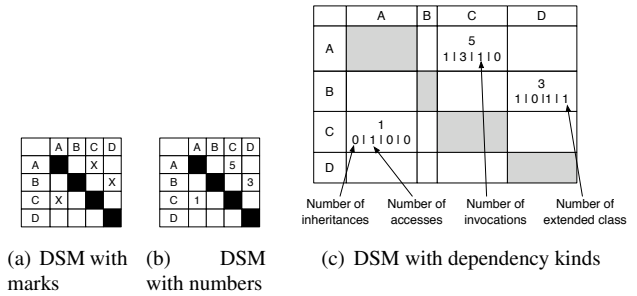 A B C D
A X
B X
C X
D
(a) DSM with
marks
A B C D
A 5
B 3
C 1
D
(b) DSM
with numbers
A B C D
A 5
1 | 3 | 1 | 0
B 3
1 | 0 | 1 | 1
C 1
0 | 1 | 0 | 0
D
Number of inheritances
Number of accesses
Number of invocations
Number of extended class
(c) DSM with dependency kinds